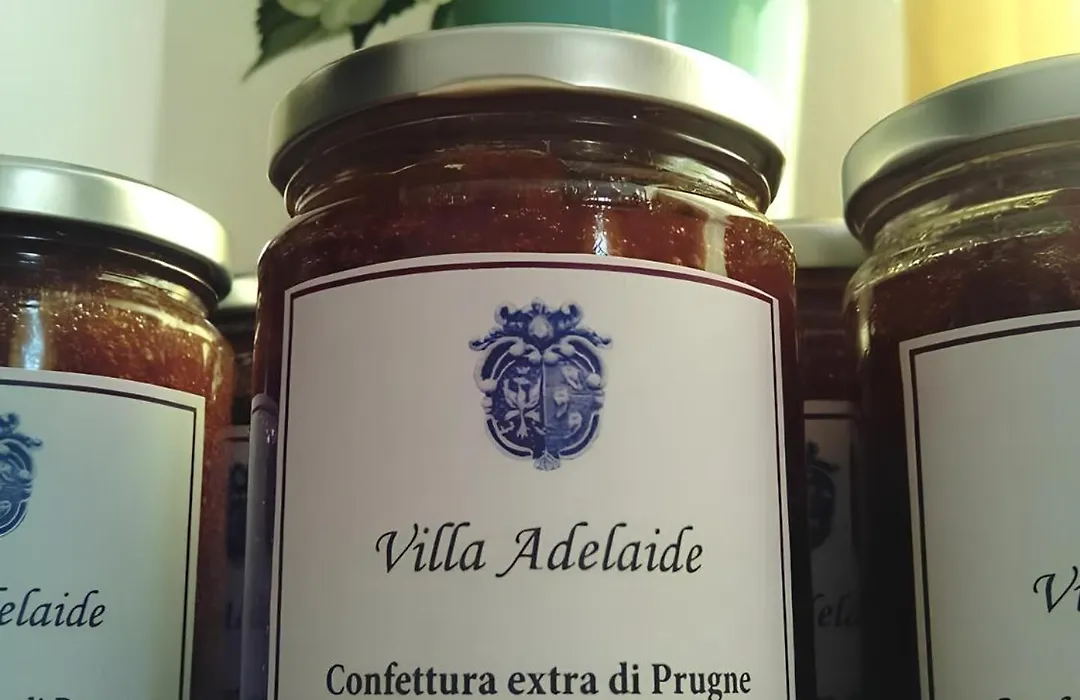 Villa Adelaide
Confettura extra di Prugne
elaide